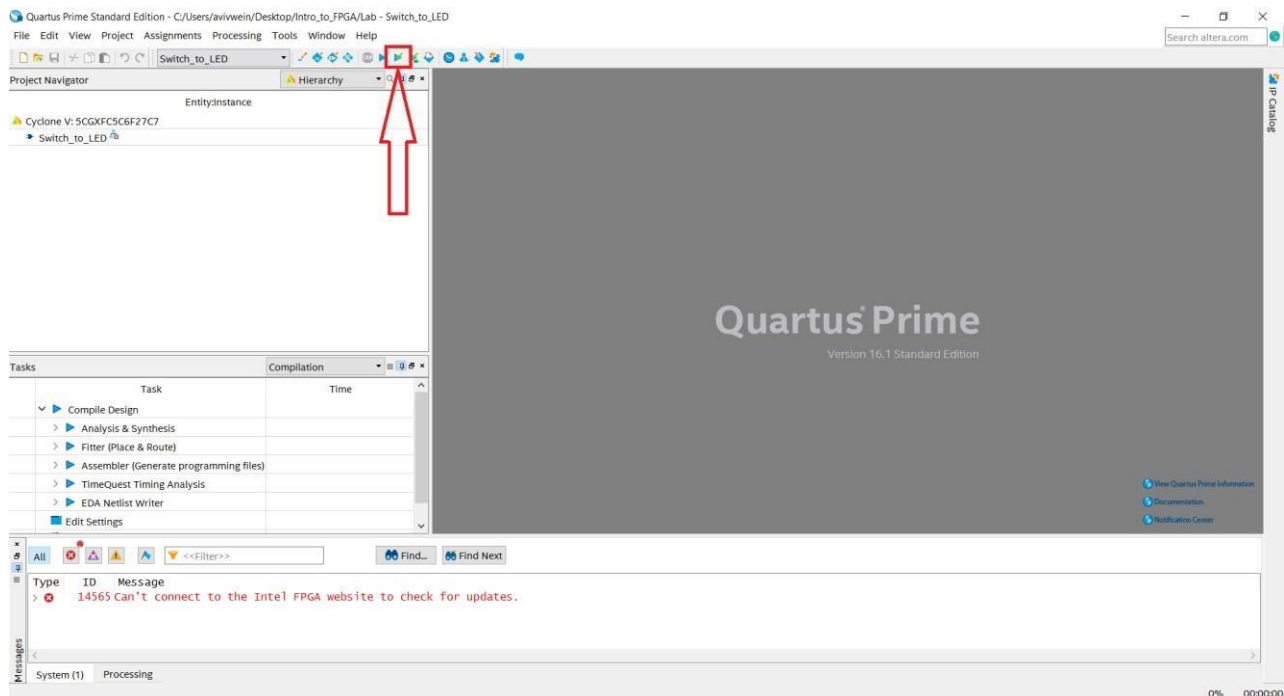 Quartus Prime Standard Edition - C:/Users/avivwein/Desktop/Intro_to_FPGA/Lab - Switch_to_LED
File Edit View Project Assignments Processing Tools Window Help
Search altera.com
Switch_to_LED
Project Navigator
Hierarchy
Entity:Instance
Cyclone V: 5CGXFC5C6F27C7
Switch_to_LED
IP Catalog
Quartus Prime
Version 16.1 Standard Edition
View Quartus Prime Information
Documentation
Notification Center
Tasks
Compilation
Task Time
Compile Design
Analysis & Synthesis
Fitter (Place & Route)
Assembler (Generate programming files)
TimeQuest Timing Analysis
EDA Netlist Writer
Edit Settings
All
<<Filter>>
Find...
Find Next
Type ID Message
14565 Can't connect to the Intel FPGA website to check for updates.
Messages
System (1) Processing
0% 00:00:00